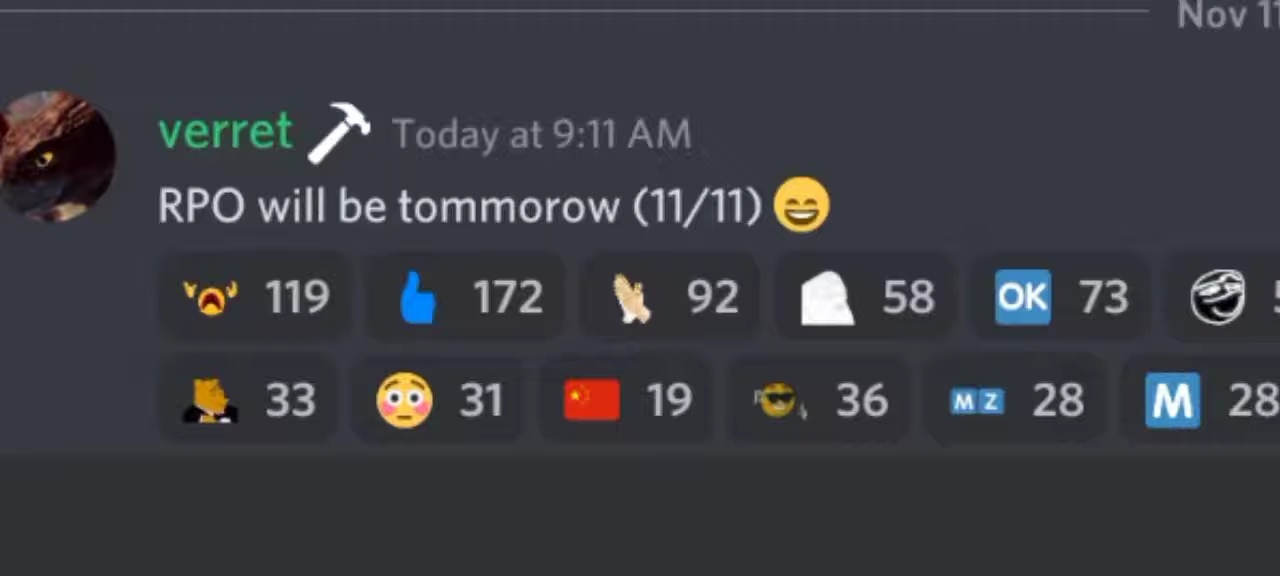 Nov 11
verret Today at 9:11 AM
RPO will be tommorow (11/11)
119 172 92 58 OK 73
33 31 19 36 M Z 28 M 28